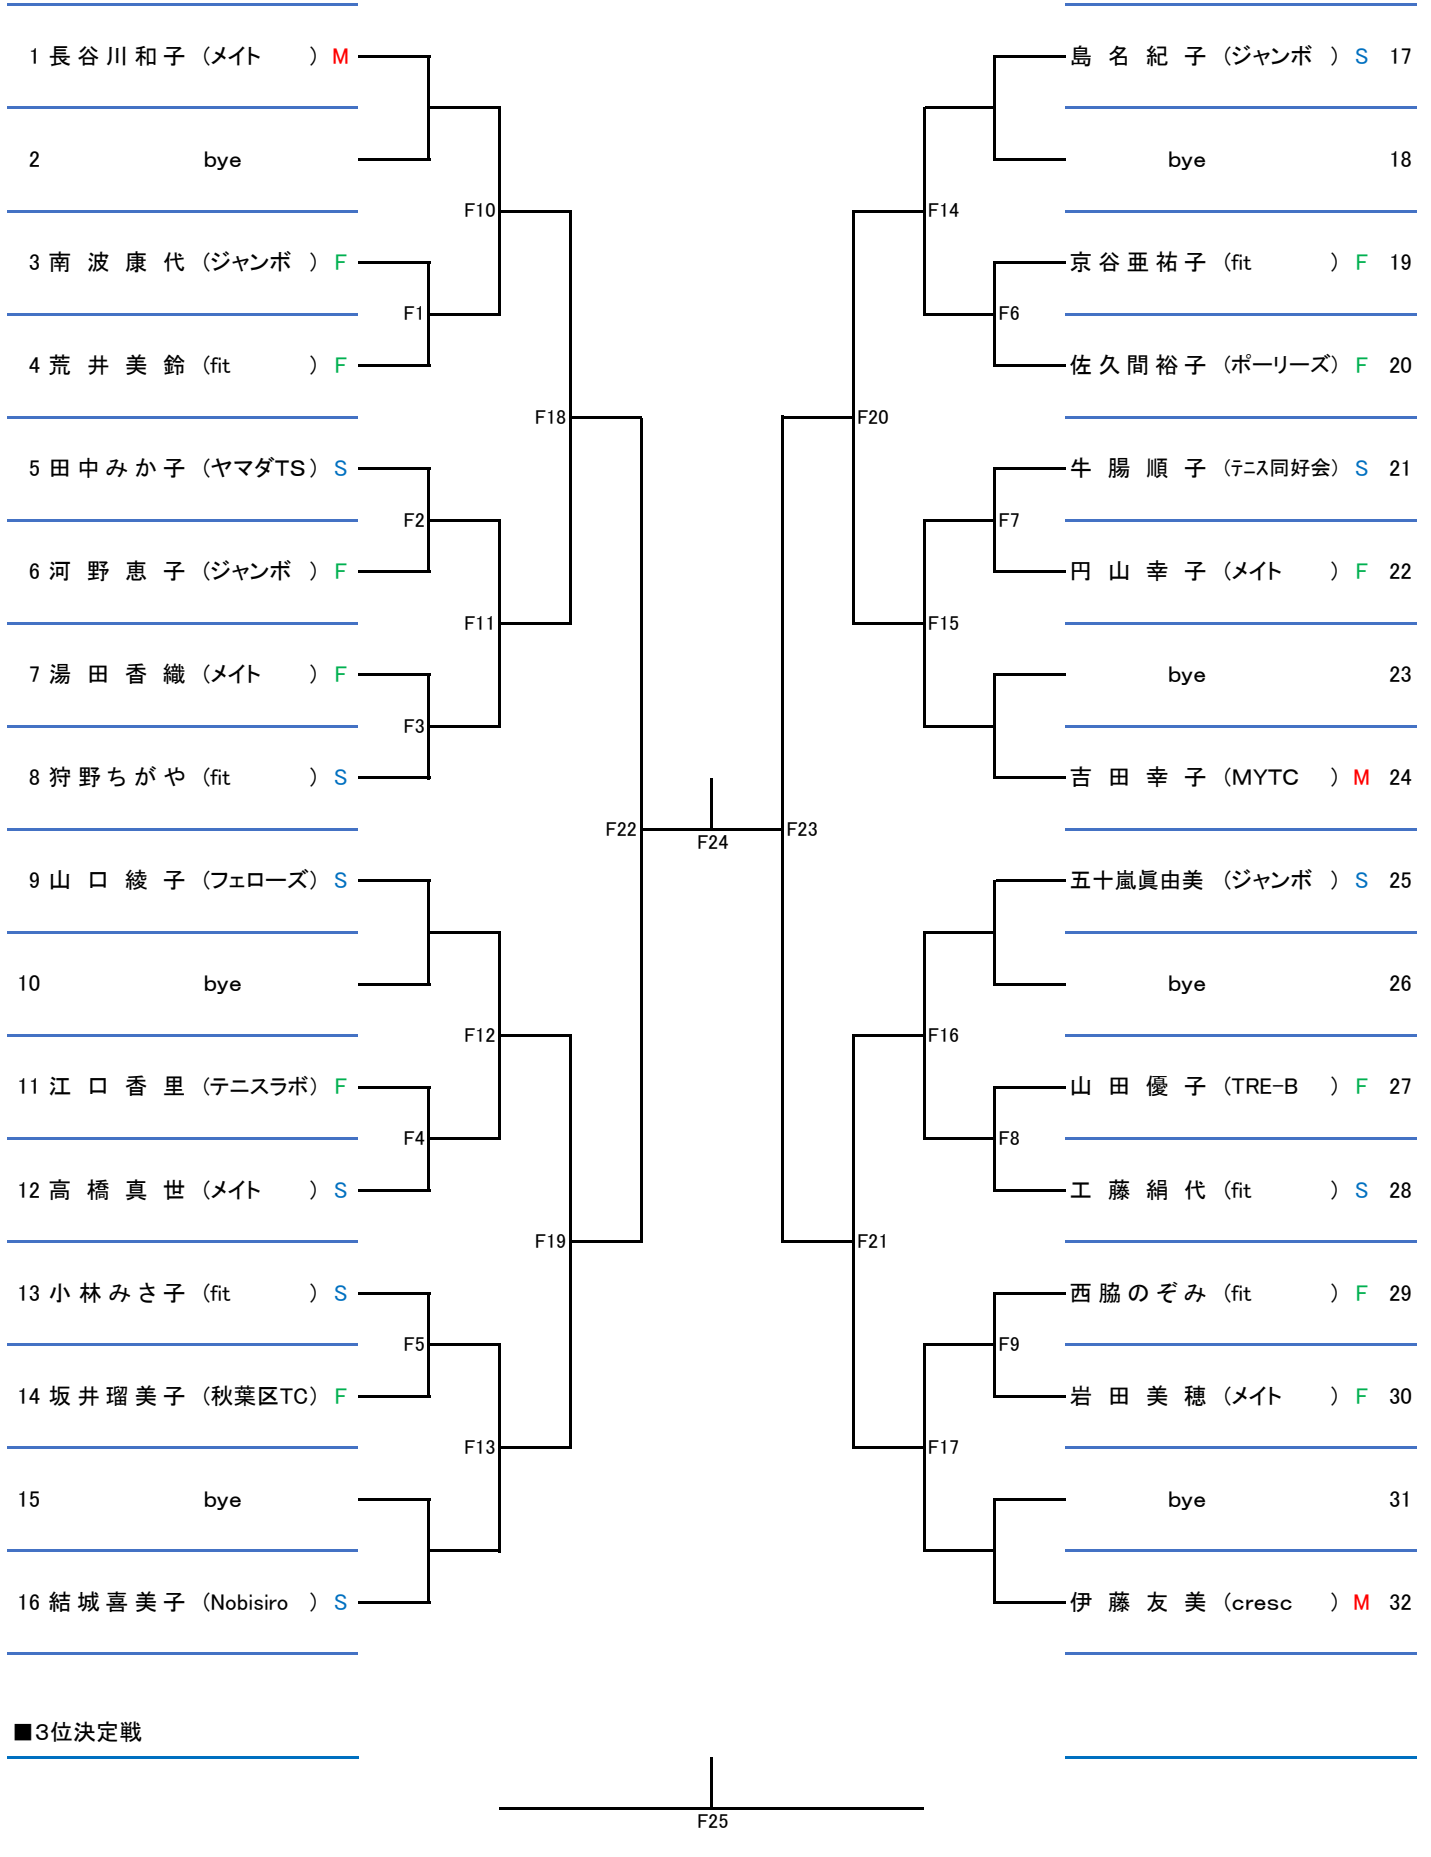 1 長谷川和子 (メイト ) M
島名紀子 (ジャンボ ) S 17
2 bye
bye 18
F10
F14
3 南波康代 (ジャンボ ) F
京谷亜祐子 (fit ) F 19
F1
F6
4 荒井美鈴 (fit ) F
佐久間裕子 (ポーリーズ) F 20
F18
F20
5 田中みか子 (ヤマダTS) S
牛腸順子 (テニス同好会) S 21
F2
F7
6 河野恵子 (ジャンボ ) F
円山幸子 (メイト ) F 22
F11
F15
7 湯田香織 (メイト ) F
bye 23
F3
8 狩野ちがや (fit ) S
吉田幸子 (MYTC ) M 24
F22
F24
F23
9 山口綾子 (フェローズ) S
五十嵐眞由美 (ジャンボ ) S 25
10 bye
bye 26
F12
F16
11 江口香里 (テニスラボ) F
山田優子 (TRE-B ) F 27
F4
F8
12 高橋真世 (メイト ) S
工藤絹代 (fit ) S 28
F19
F21
13 小林みさ子 (fit ) S
西脇のぞみ (fit ) F 29
F5
F9
14 坂井瑠美子 (秋葉区TC) F
岩田美穂 (メイト ) F 30
F13
F17
15 bye
bye 31
16 結城喜美子 (Nobisiro ) S
伊藤友美 (cresc ) M 32
■3位決定戦
F25